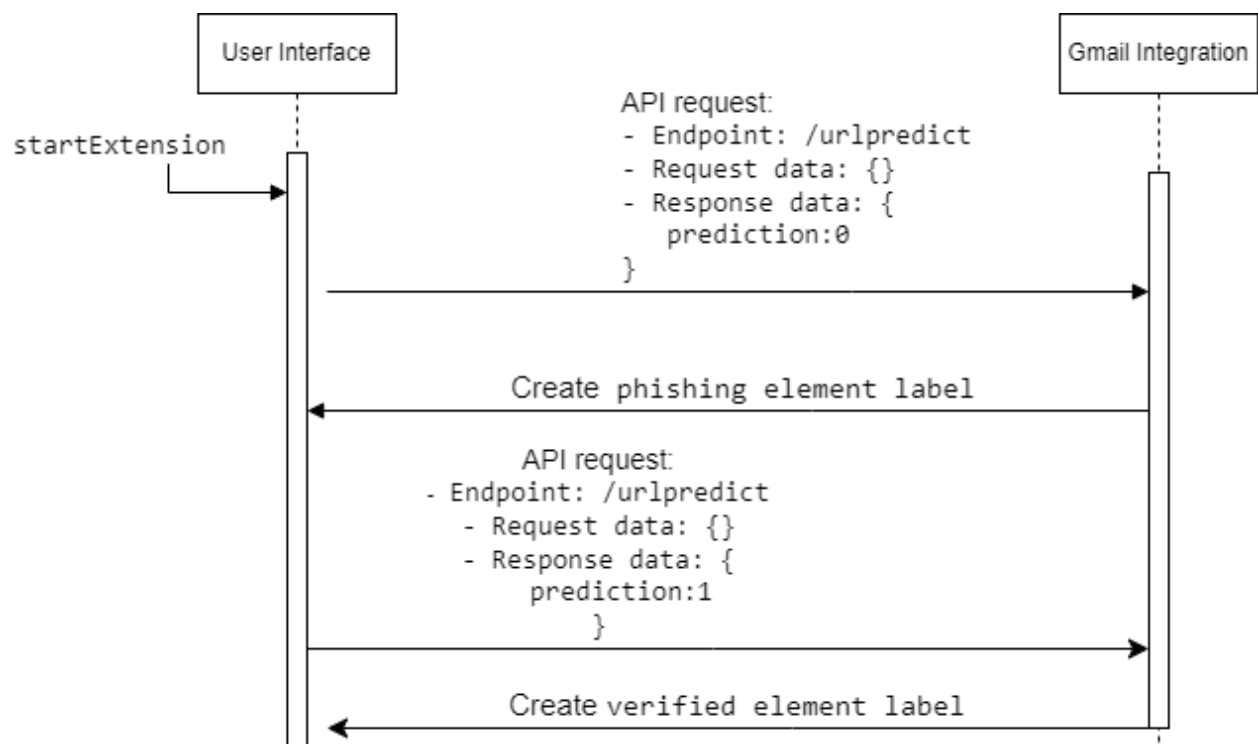 User Interface
Gmail Integration
startExtension
API request:
- Endpoint: /urlpredict
- Request data: {}
- Response data: {
prediction:0
}
Create phishing element label
API request:
- Endpoint: /urlpredict
- Request data: {}
- Response data: {
prediction:1
}
Create verified element label